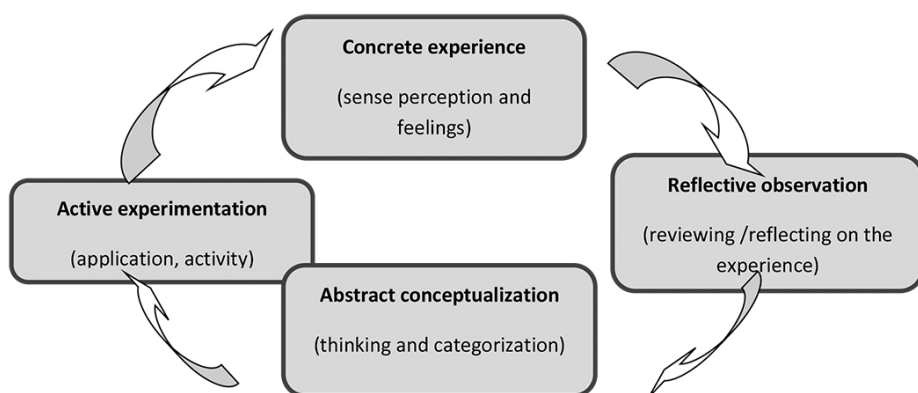 Concrete experience
(sense perception and
feelings)
Reflective observation
(reviewing /reflecting on the
experience)
Active experimentation
(application, activity)
Abstract conceptualization
(thinking and categorization)